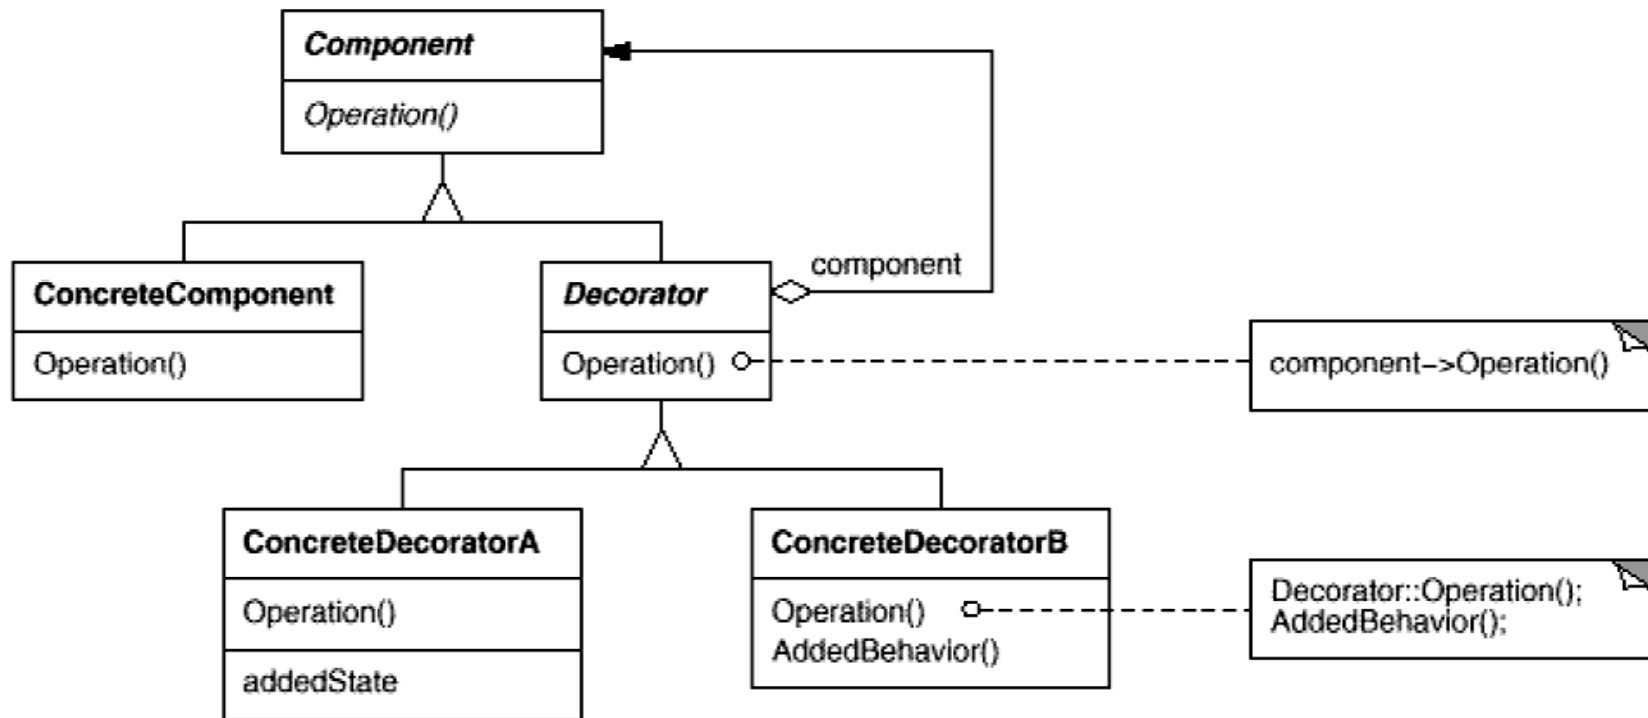 Component
Operation()
component
ConcreteComponent
Operation()
Decorator
Operation()
component–>Operation()
ConcreteDecoratorA
Operation()
addedState
ConcreteDecoratorB
Operation()
AddedBehavior()
Decorator::Operation();
AddedBehavior();